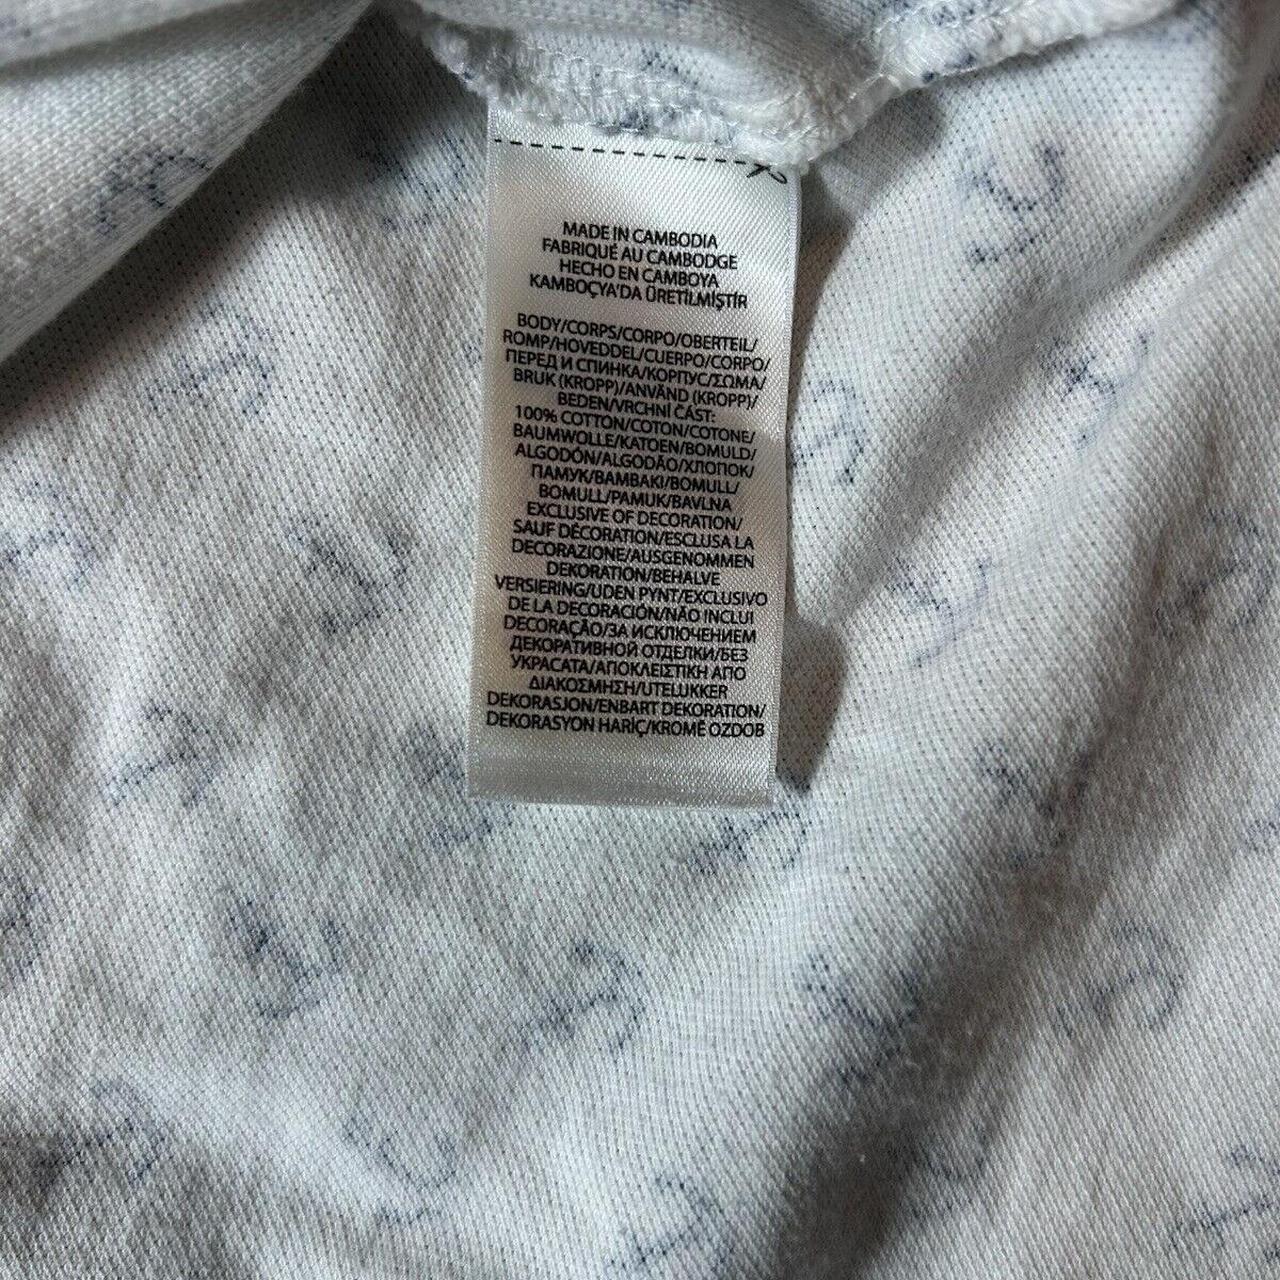 MADE IN CAMBODIA
FABRIQUÉ AU CAMBODGE
HECHO EN CAMBOYA
KAMBOÇYA'DA ÜRETİLMİŞTİR
BODY/CORPS/CORPO/OBERTEIL/
ROMP/HOVEDDEL/CUERPO/CORPO/
ПЕРЕД И СПИНКА/КОРПУС/ΣΩΜΑ/
BRUK (KROPP)/ANVÄND (KROPP)/
BEDEN/VRCHNÍ ČÁST:
100% COTTON/COTON/COTONE/
BAUMWOLLE/KATOEN/BOMULD/
ALGODÓN/ALGODÃO/ХЛОПОК/
ПАМУК/BAMBAKI/BOMULL/
BOMULL/PAMUK/BAVLNA
EXCLUSIVE OF DECORATION/
SAUF DÉCORATION/ESCLUSA LA
DECORAZIONE/AUSGENOMMEN
DEKORATION/BEHALVE
VERSIERING/UDEN PYNT/EXCLUSIVO
DE LA DECORACIÓN/NÃO INCLUI
DECORAÇÃO/ЗА ИСКЛЮЧЕНИЕМ
ДЕКОРАТИВНОЙ ОТДЕЛКИ/БЕЗ
УКРАСАТА/ΑΠΟΚΛΕΙΣΤΙΚΗ ΑΠΟ
ΔΙΑΚΟΣΜΗΣΗ/UTELUKKER
DEKORASJON/ENBART DEKORATION/
DEKORASYON HARİÇ/KROMĚ OZDOB